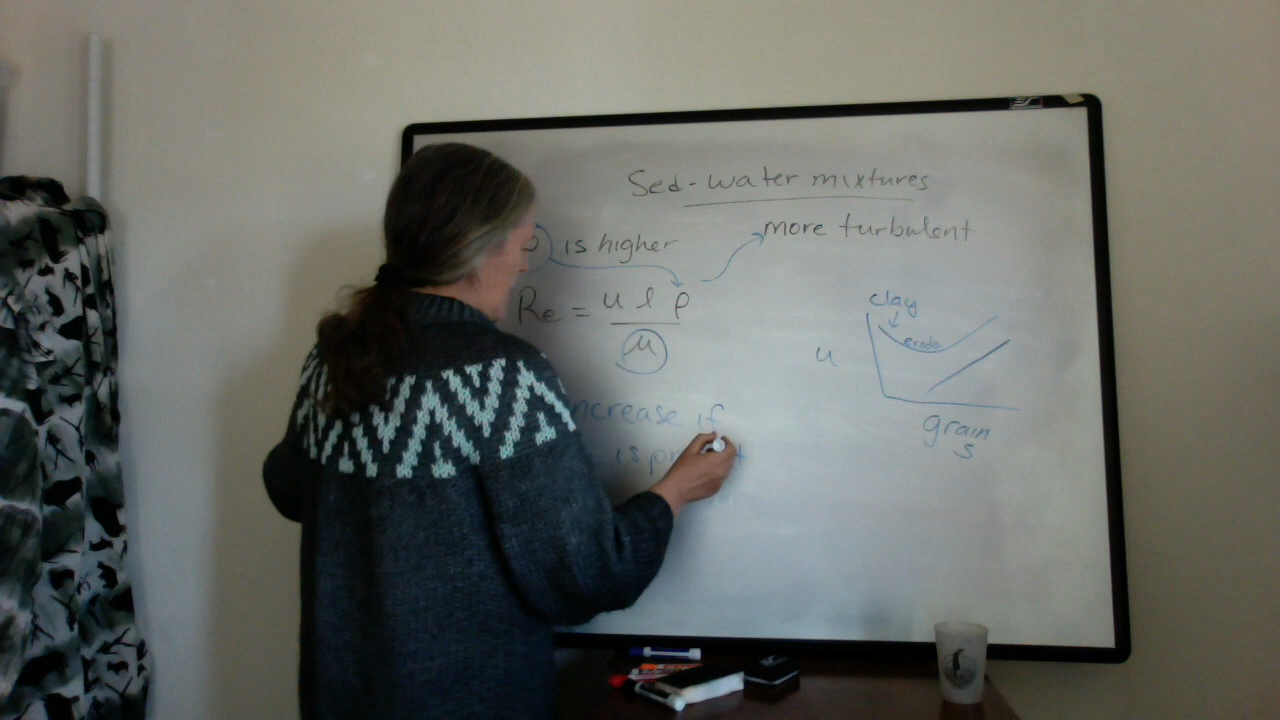 Sed-water mixtures
is higher
more turbulent
Re = u l ρ
μ
clay
erode
u
grain
s
increase if
is